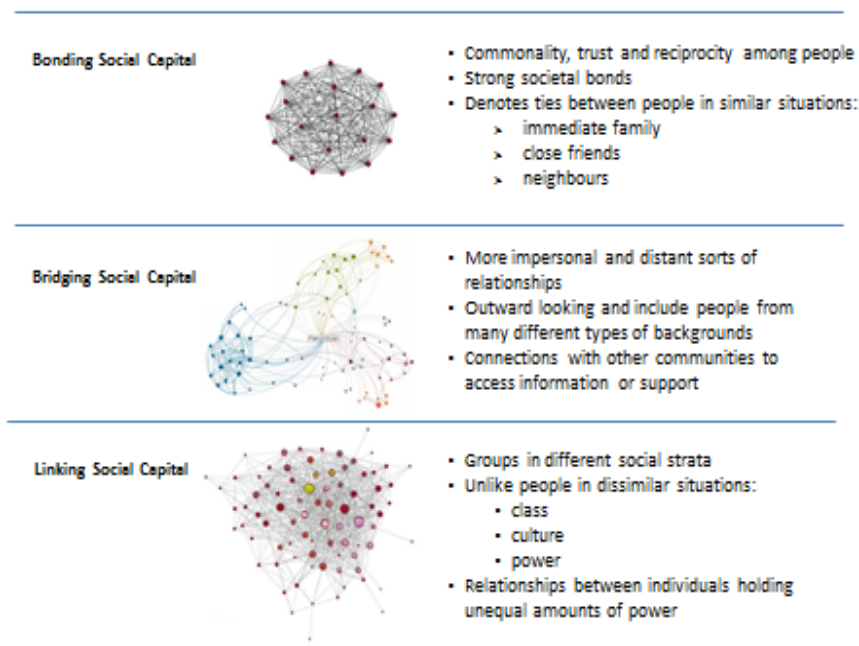 Bonding Social Capital
▪ Commonality, trust and reciprocity among people
▪ Strong societal bonds
▪ Denotes ties between people in similar situations:
➢ immediate family
➢ close friends
➢ neighbours
Bridging Social Capital
▪ More impersonal and distant sorts of
relationships
▪ Outward looking and include people from
many different types of backgrounds
▪ Connections with other communities to
access information or support
Linking Social Capital
▪ Groups in different social strata
▪ Unlike people in dissimilar situations:
▪ class
▪ culture
▪ power
▪ Relationships between individuals holding
unequal amounts of power